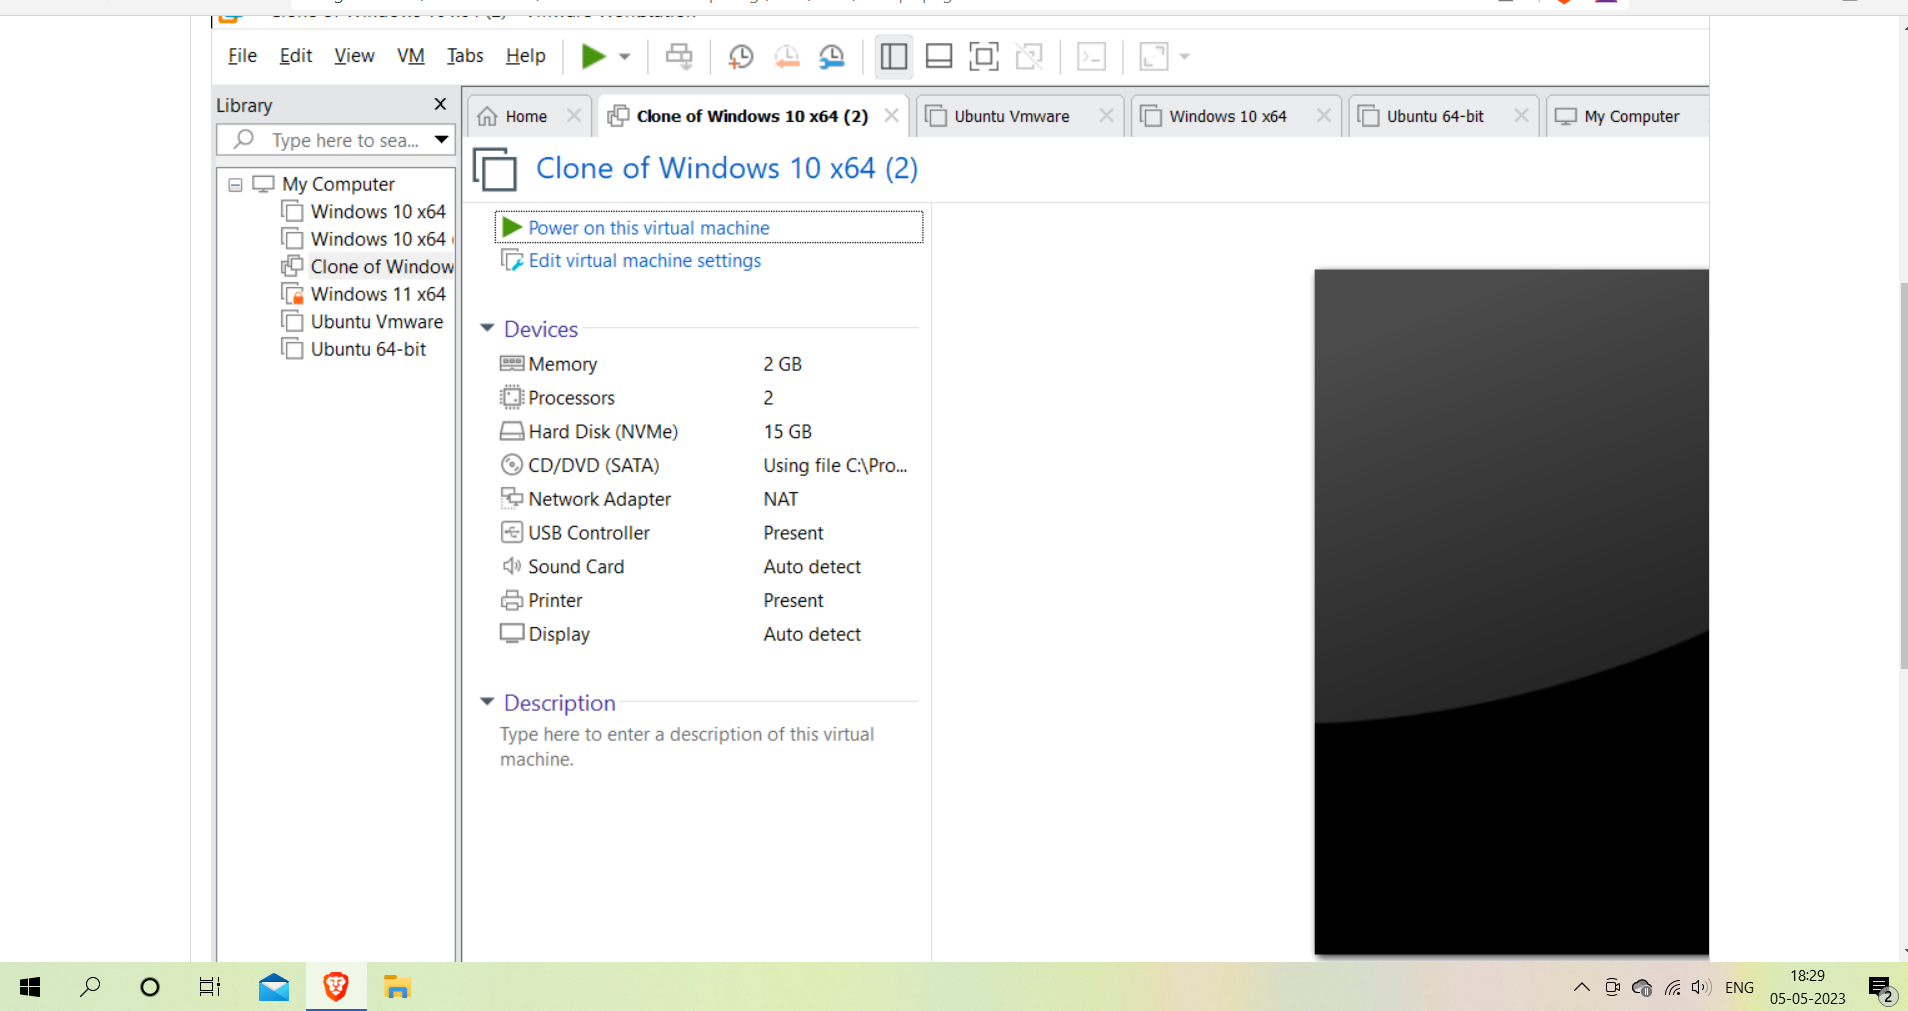 File Edit View VM Tabs Help
Library
Type here to sea...
My Computer
Windows 10 x64
Windows 10 x64
Clone of Window
Windows 11 x64
Ubuntu Vmware
Ubuntu 64-bit
Home
Clone of Windows 10 x64 (2)
Ubuntu Vmware
Windows 10 x64
Ubuntu 64-bit
My Computer
Clone of Windows 10 x64 (2)
Power on this virtual machine
Edit virtual machine settings
Devices
Memory 2 GB
Processors 2
Hard Disk (NVMe) 15 GB
CD/DVD (SATA) Using file C:\Pro...
Network Adapter NAT
USB Controller Present
Sound Card Auto detect
Printer Present
Display Auto detect
Description
Type here to enter a description of this virtual
machine.
ENG
18:29
05-05-2023
2